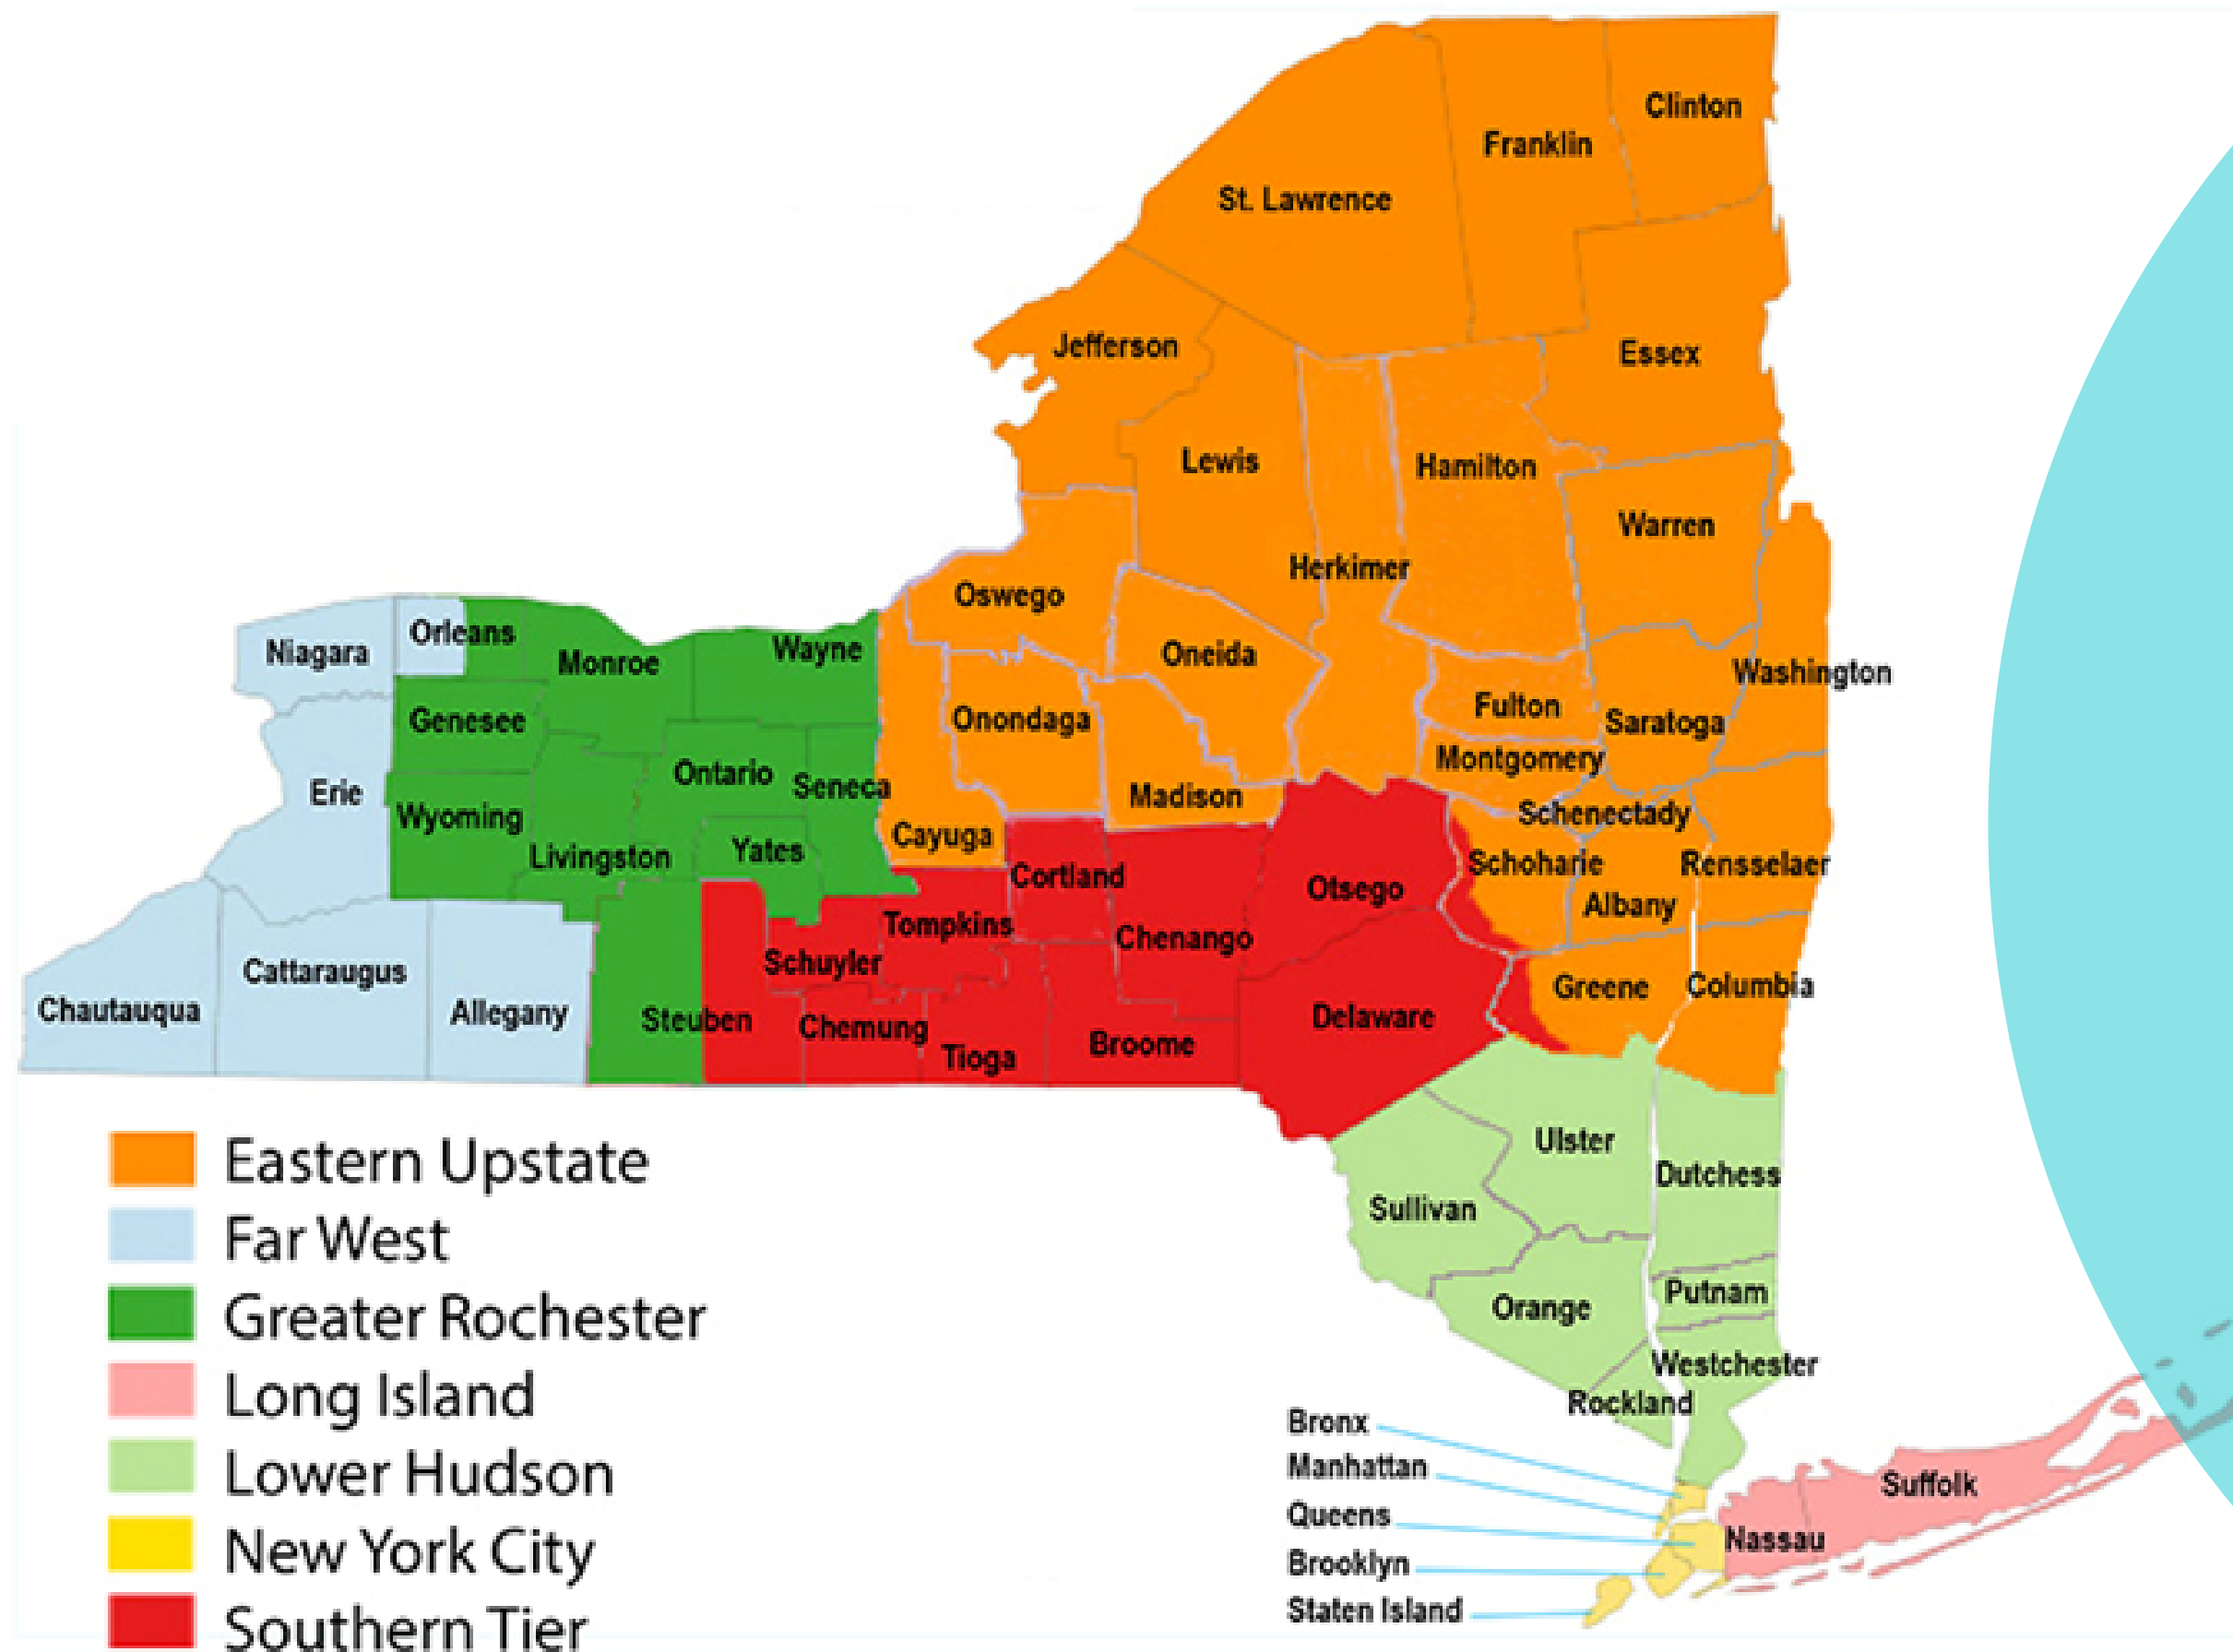 Clinton
Franklin
St. Lawrence
Jefferson
Essex
Lewis
Hamilton
Warren
Herkimer
Oswego
Orleans
Niagara
Monroe
Wayne
Oneida
Washington
Genesee
Onondaga
Fulton
Saratoga
Montgomery
Ontario
Seneca
Erie
Madison
Wyoming
Schenectady
Cayuga
Yates
Livingston
Schoharie
Rensselaer
Cortland
Otsego
Albany
Tompkins
Chenango
Schuyler
Cattaraugus
Greene
Columbia
Chautauqua
Allegany
Steuben
Chemung
Delaware
Tioga
Broome
Ulster
Dutchess
Sullivan
Putnam
Orange
Westchester
Rockland
Bronx
Manhattan
Queens
Brooklyn
Staten Island
Suffolk
Nassau
Eastern Upstate
Far West
Greater Rochester
Long Island
Lower Hudson
New York City
Southern Tier